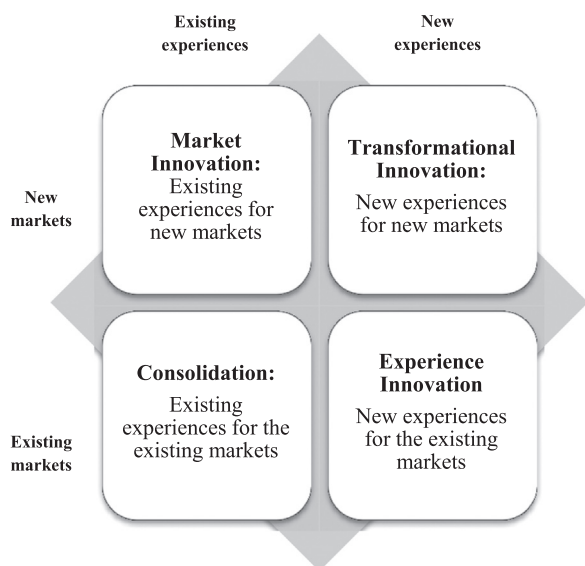 Existing
experiences
New
experiences
New
markets
Market
Innovation:
Existing
experiences for
new markets
Transformational
Innovation:
New experiences
for new markets
Existing
markets
Consolidation:
Existing
experiences for the
existing markets
Experience
Innovation
New experiences
for the existing
markets